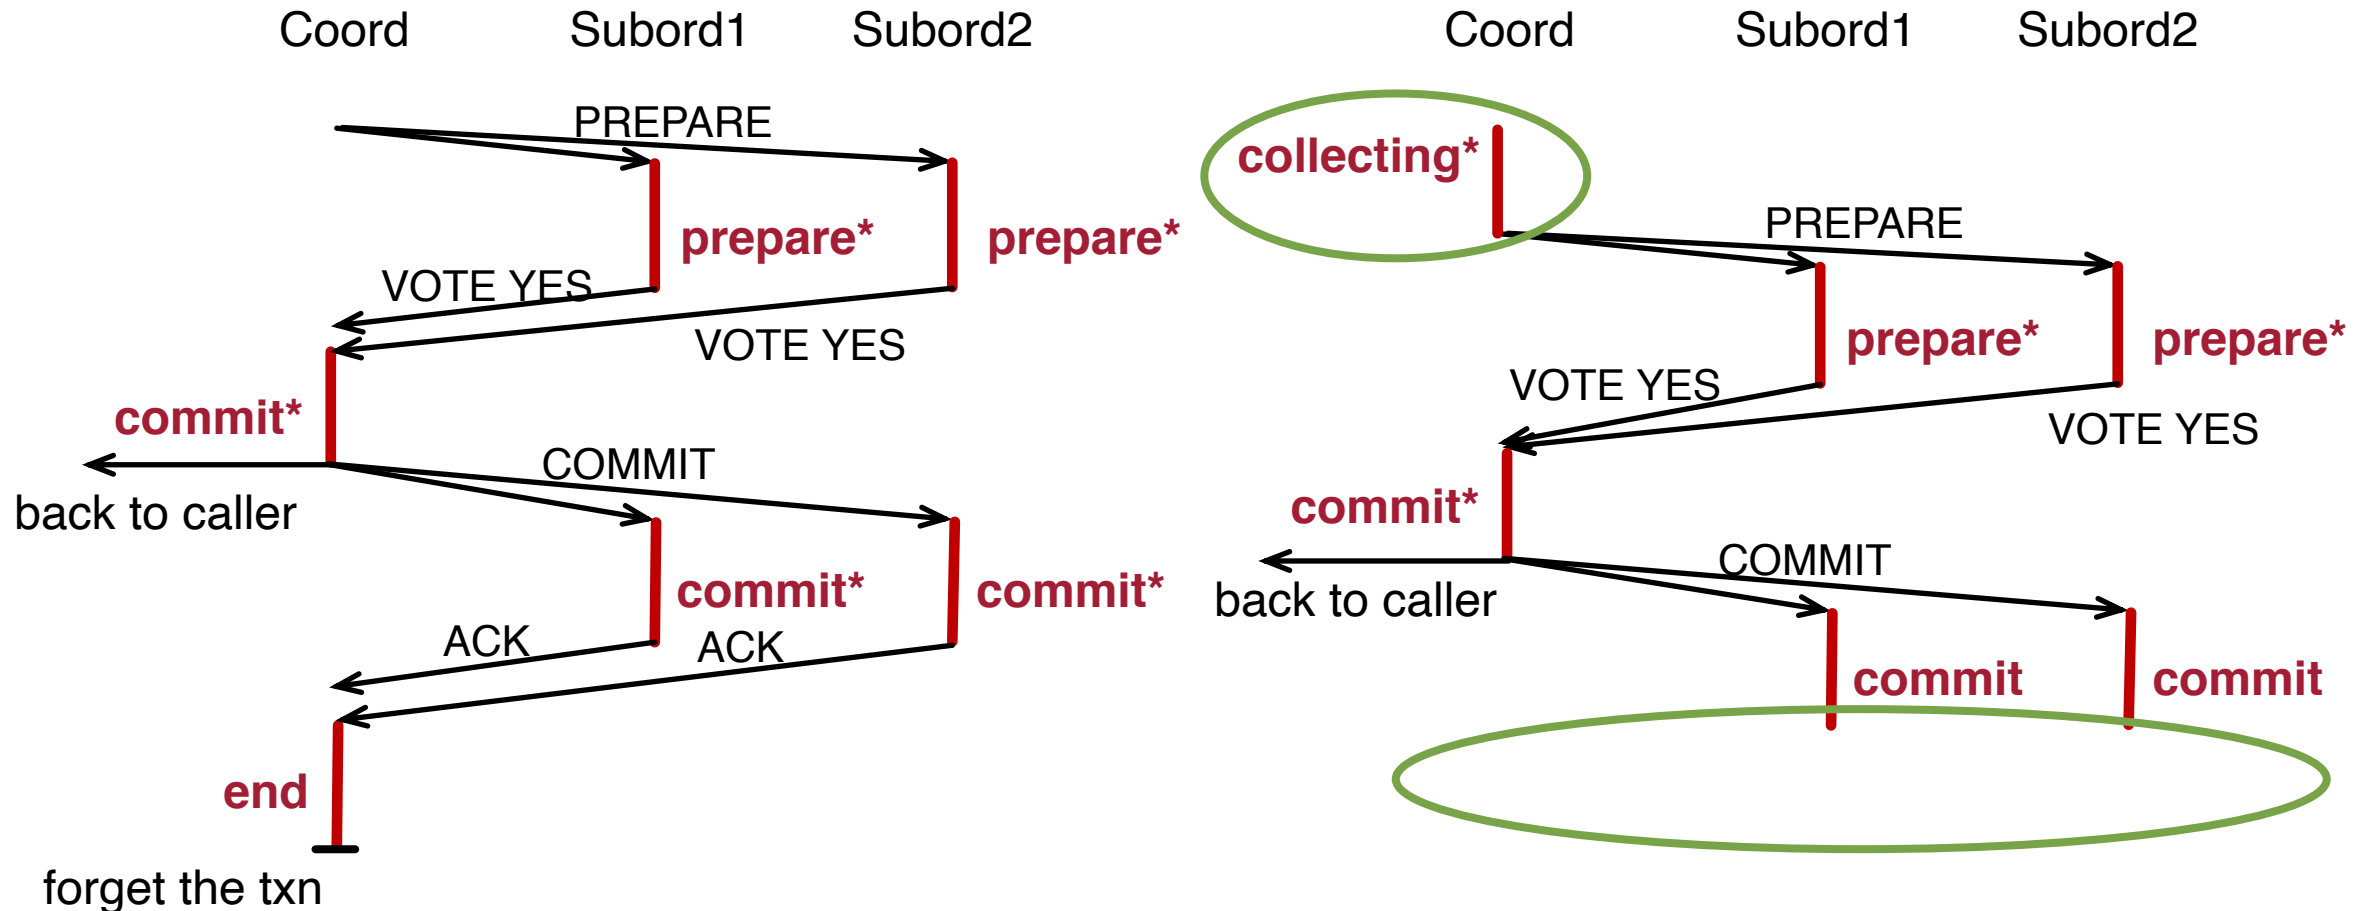 Coord Subord1 Subord2
PREPARE
prepare* prepare*
VOTE YES
VOTE YES
commit*
COMMIT
back to caller
commit* commit*
ACK
ACK
end
forget the txn
Coord Subord1 Subord2
collecting*
PREPARE
prepare* prepare*
VOTE YES
VOTE YES
commit*
COMMIT
back to caller
commit commit